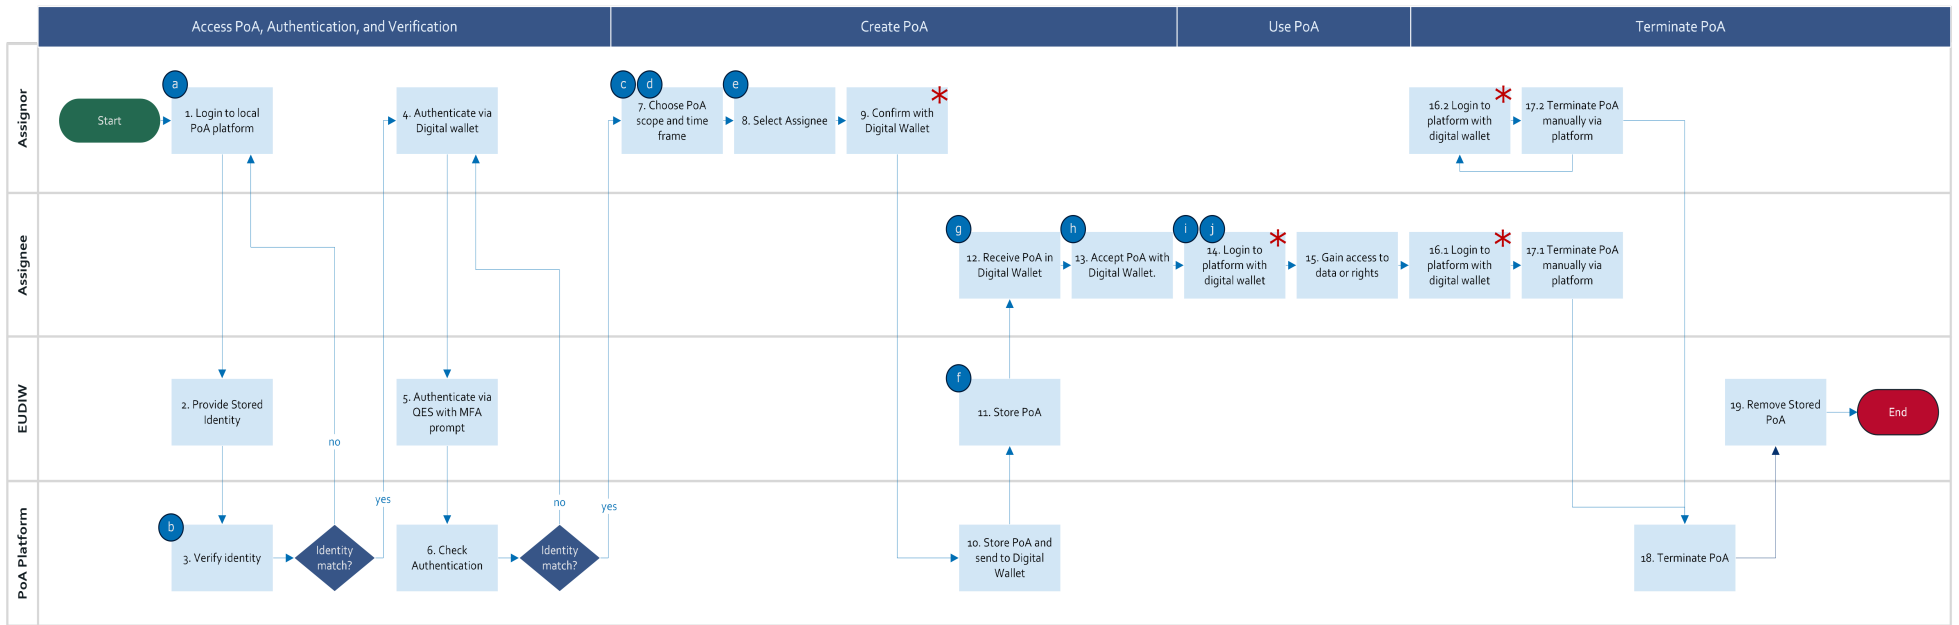 Access PoA, Authentication, and Verification
Create PoA
Use PoA
Terminate PoA
Assignor
Start
a
1. Login to local
PoA platform
4. Authenticate via
Digital wallet
c
d
7. Choose PoA
scope and time
frame
e
8. Select Assignee
9. Confirm with
Digital Wallet
*
16.2 Login to
platform with
digital wallet
*
17.2 Terminate PoA
manually via
platform
Assignee
g
12. Receive PoA in
Digital Wallet
h
13. Accept PoA with
Digital Wallet.
i
j
14. Login to
platform with
digital wallet
*
15. Gain access to
data or rights
16.1 Login to
platform with
digital wallet
*
17.1 Terminate PoA
manually via
platform
EUDIW
2. Provide Stored
Identity
no
5. Authenticate via
QES with MFA
prompt
f
11. Store PoA
19. Remove Stored
PoA
End
PoA Platform
b
3. Verify identity
Identity
match?
yes
6. Check
Authentication
no
Identity
match?
yes
10. Store PoA and
send to Digital
Wallet
18. Terminate PoA